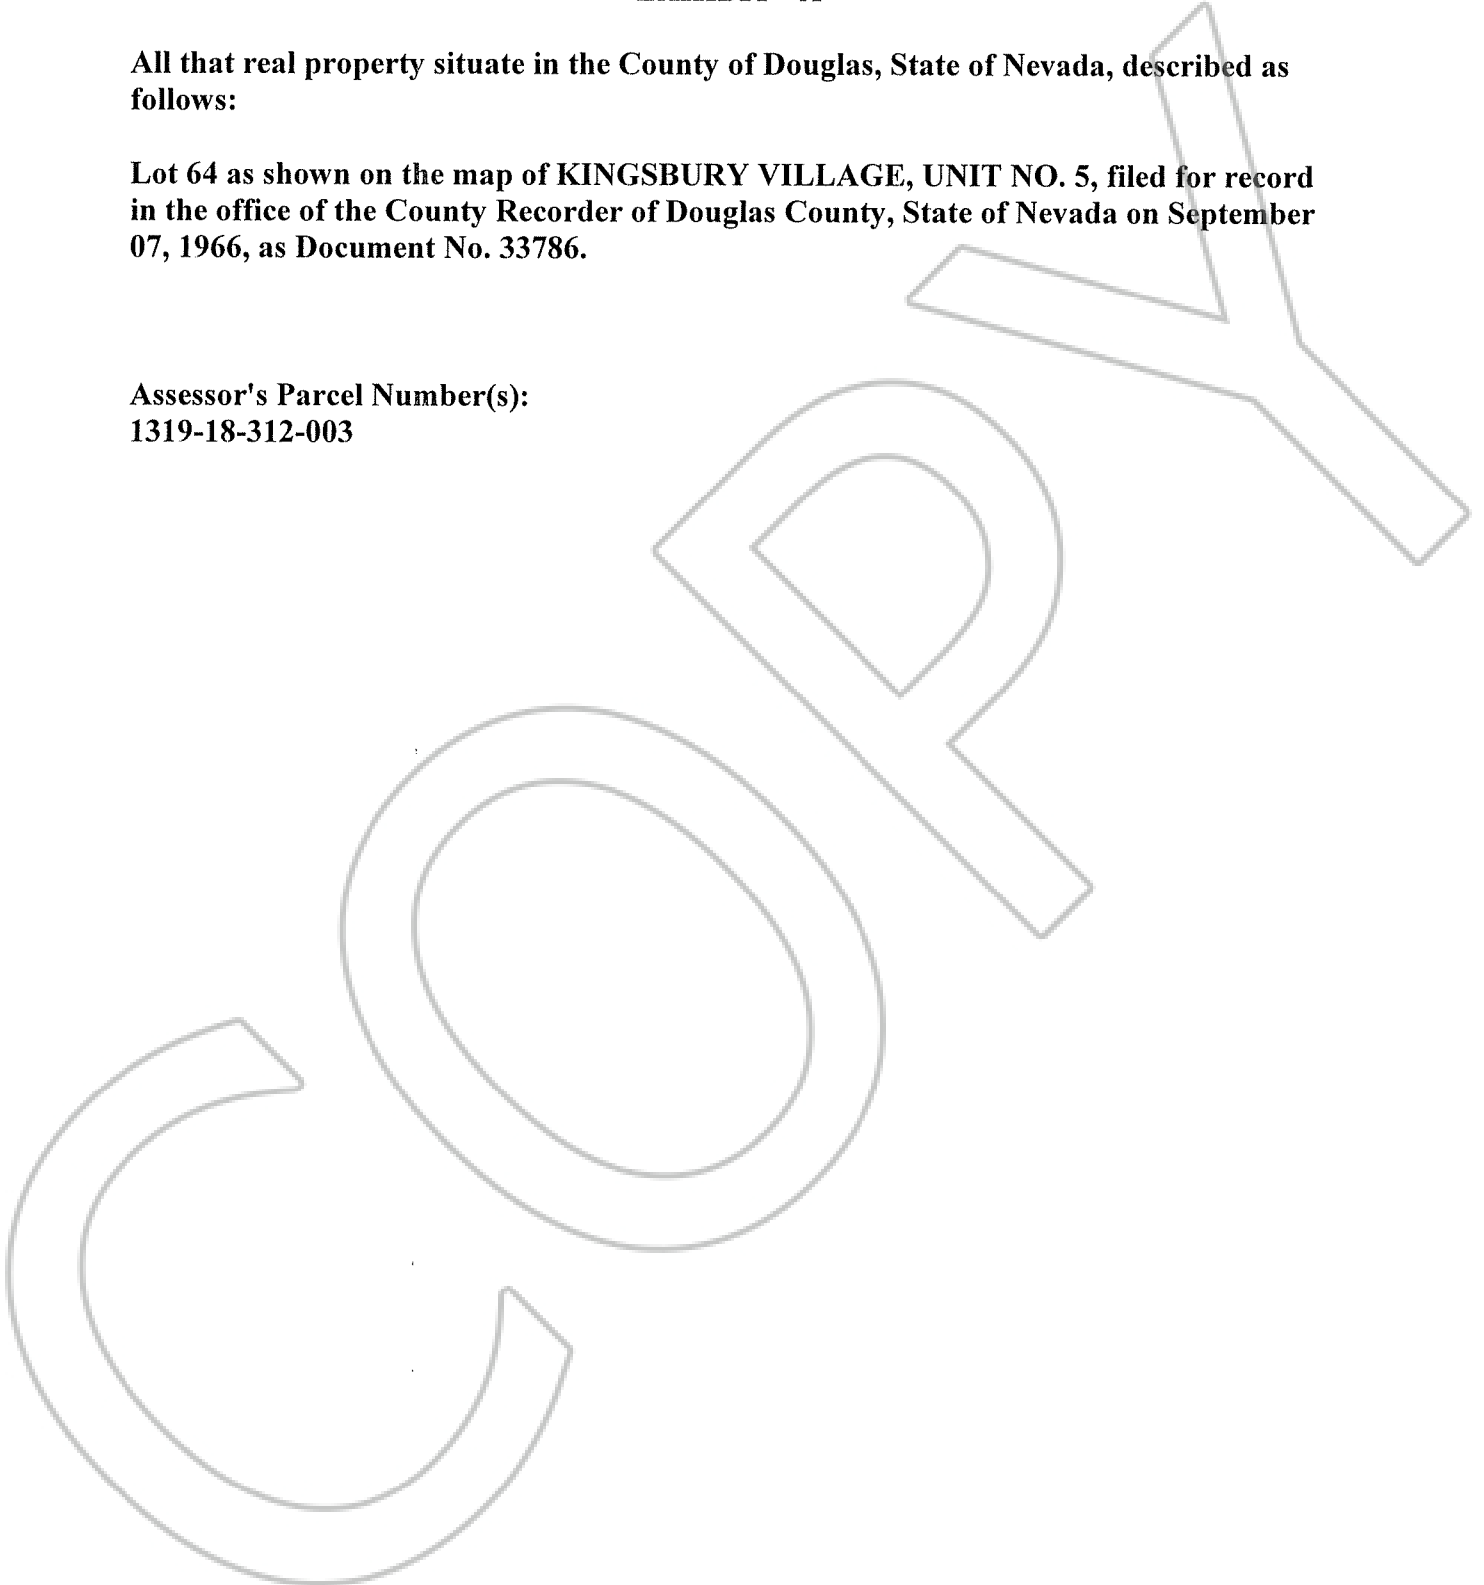 All that real property situate in the County of Douglas, State of Nevada, described as
follows:
Lot 64 as shown on the map of KINGSBURY VILLAGE, UNIT NO. 5, filed for record
in the office of the County Recorder of Douglas County, State of Nevada on September
07, 1966, as Document No. 33786.
Assessor's Parcel Number(s):
1319-18-312-003
COPY